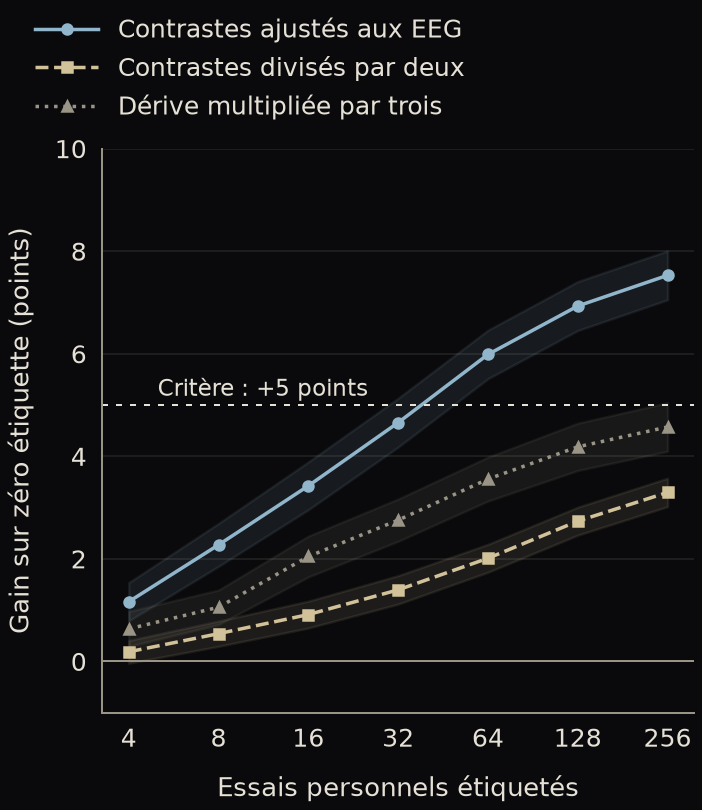 Contrastes ajustés aux EEG
Contrastes divisés par deux
Dérive multipliée par trois
Gain sur zéro étiquette (points)
10
8
6
4
2
0
Critère : +5 points
4 8 16 32 64 128 256
Essais personnels étiquetés